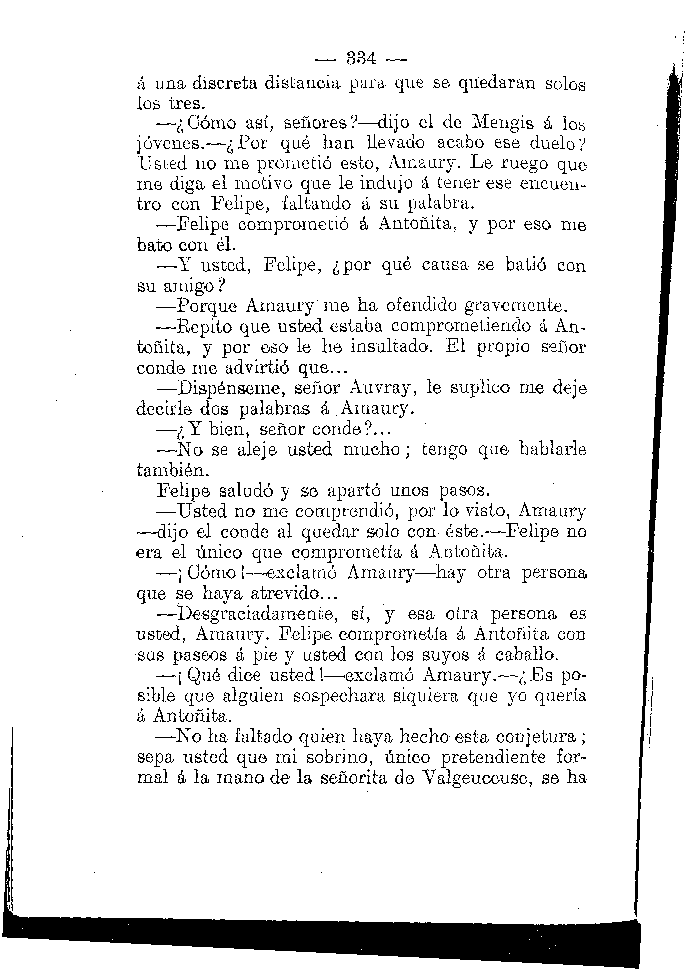 — 334 —
á una discreta distancia para que se quedaran solos
los tres.
—¿Cómo así, señores?—dijo el de Mengis á los
jóvenes.—¿Por qué han llevado acabo ese duelo?
Usted no me prometió esto, Amaury. Le ruego que
me diga el motivo que le indujo á tener ese encuen-
tro con Felipe, faltando á su palabra.
—Felipe comprometió á Antoñita, y por eso me
bato con él.
—Y usted, Felipe, ¿por qué causa se batió con
su amigo?
—Porque Amaury me ha ofendido gravemente.
—Repito que usted estaba comprometiendo á An-
toñita, y por eso le he insultado. El propio señor
conde me advirtió que...
—Dispénseme, señor Auvray, le suplico me deje
decirle dos palabras á Amaury.
—¿Y bien, señor conde?...
—No se aleje usted mucho; tengo que hablarle
también.
Felipe saludó y se apartó unos pasos.
—Usted no me comprendió, por lo visto, Amaury
—dijo el conde al quedar solo con éste.—Felipe no
era el único que comprometía á Antoñita.
—¡Cómo!—exclamó Amaury—hay otra persona
que se haya atrevido...
—Desgraciadamente, sí, y esa otra persona es
usted, Amaury. Felipe comprometía á Antoñita con
sus paseos á pie y usted con los suyos á caballo.
—¡Qué dice usted!—exclamó Amaury.—¿Es po-
sible que alguien sospechara siquiera que yo quería
á Antoñita.
—No ha faltado quien haya hecho esta conjetura;
sepa usted que mi sobrino, único pretendiente for-
mal á la mano de la señorita de Valgeuceuse, se ha